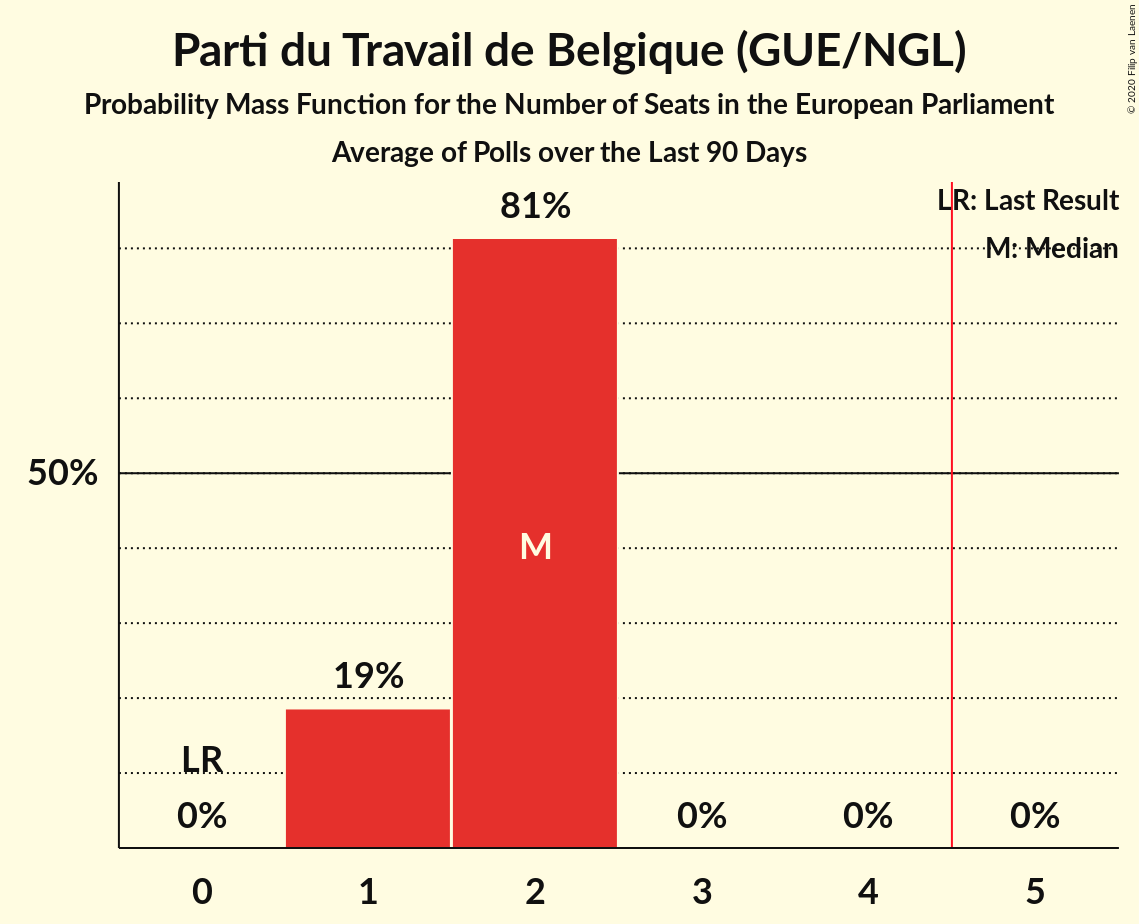 Parti du Travail de Belgique (GUE/NGL)
Probability Mass Function for the Number of Seats in the European Parliament
Average of Polls over the Last 90 Days
© 2020 Filip van Laenen
LR: Last Result
M: Median
81%
50%
M
19%
LR
0%
0%
0%
0%
0
1
2
3
4
5